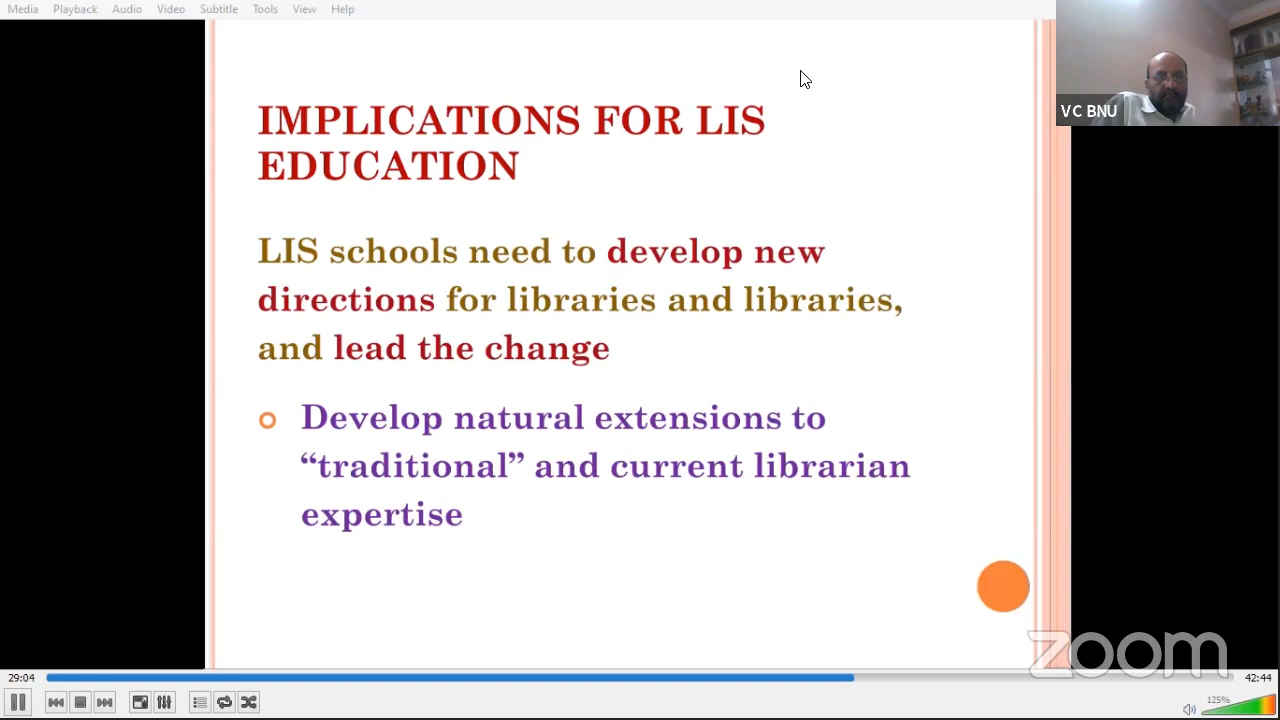 Media Playback Audio Video Subtitle Tools View Help
VC BNU
IMPLICATIONS FOR LIS
EDUCATION
LIS schools need to develop new
directions for libraries and libraries,
and lead the change
Develop natural extensions to
“traditional” and current librarian
expertise
zoom
29:04
42:44
125%